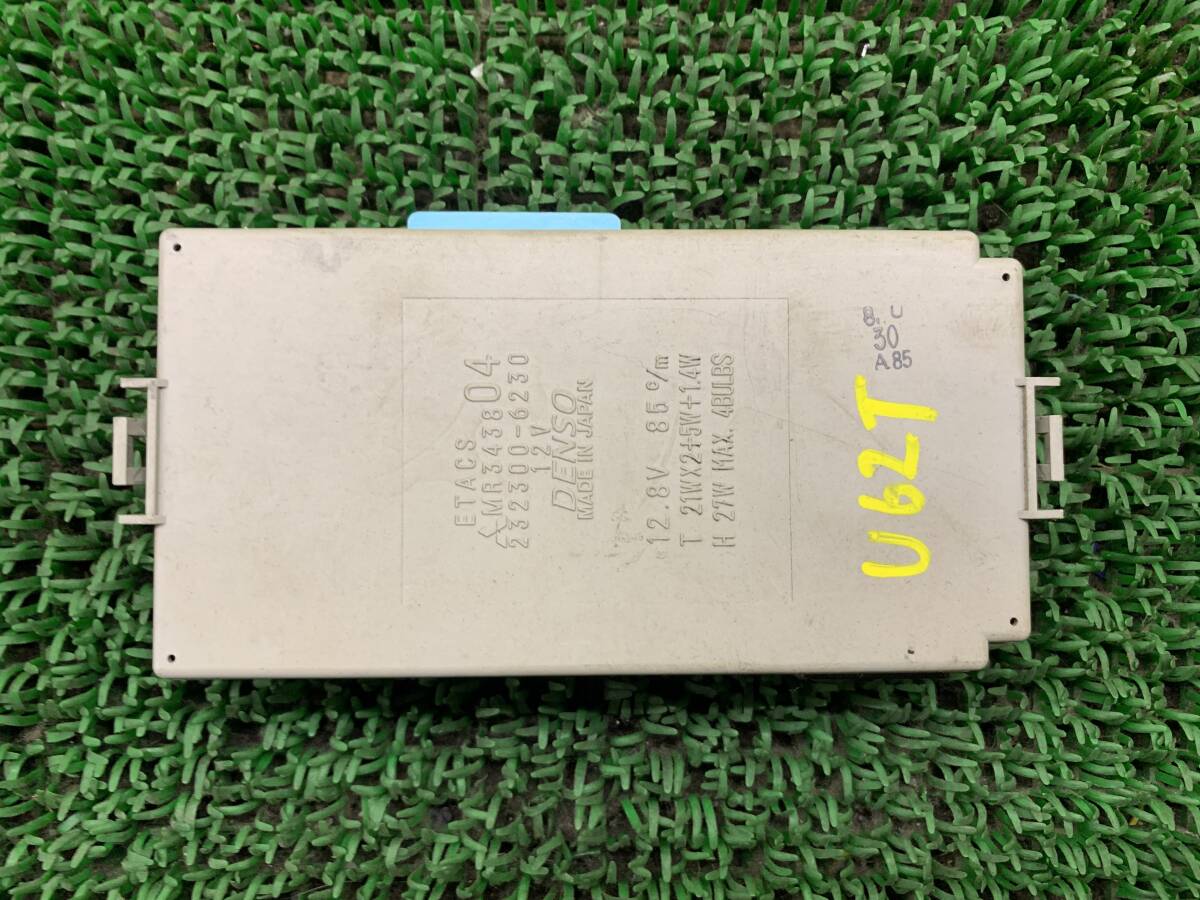 ETACS
MR343804
232300-6230
12V
DENSO
MADE IN JAPAN
12.8V 85 c/m
T 21WX2+5W+1.4W
H 27W MAX. 4BULBS
8. U
30
A85
U62T